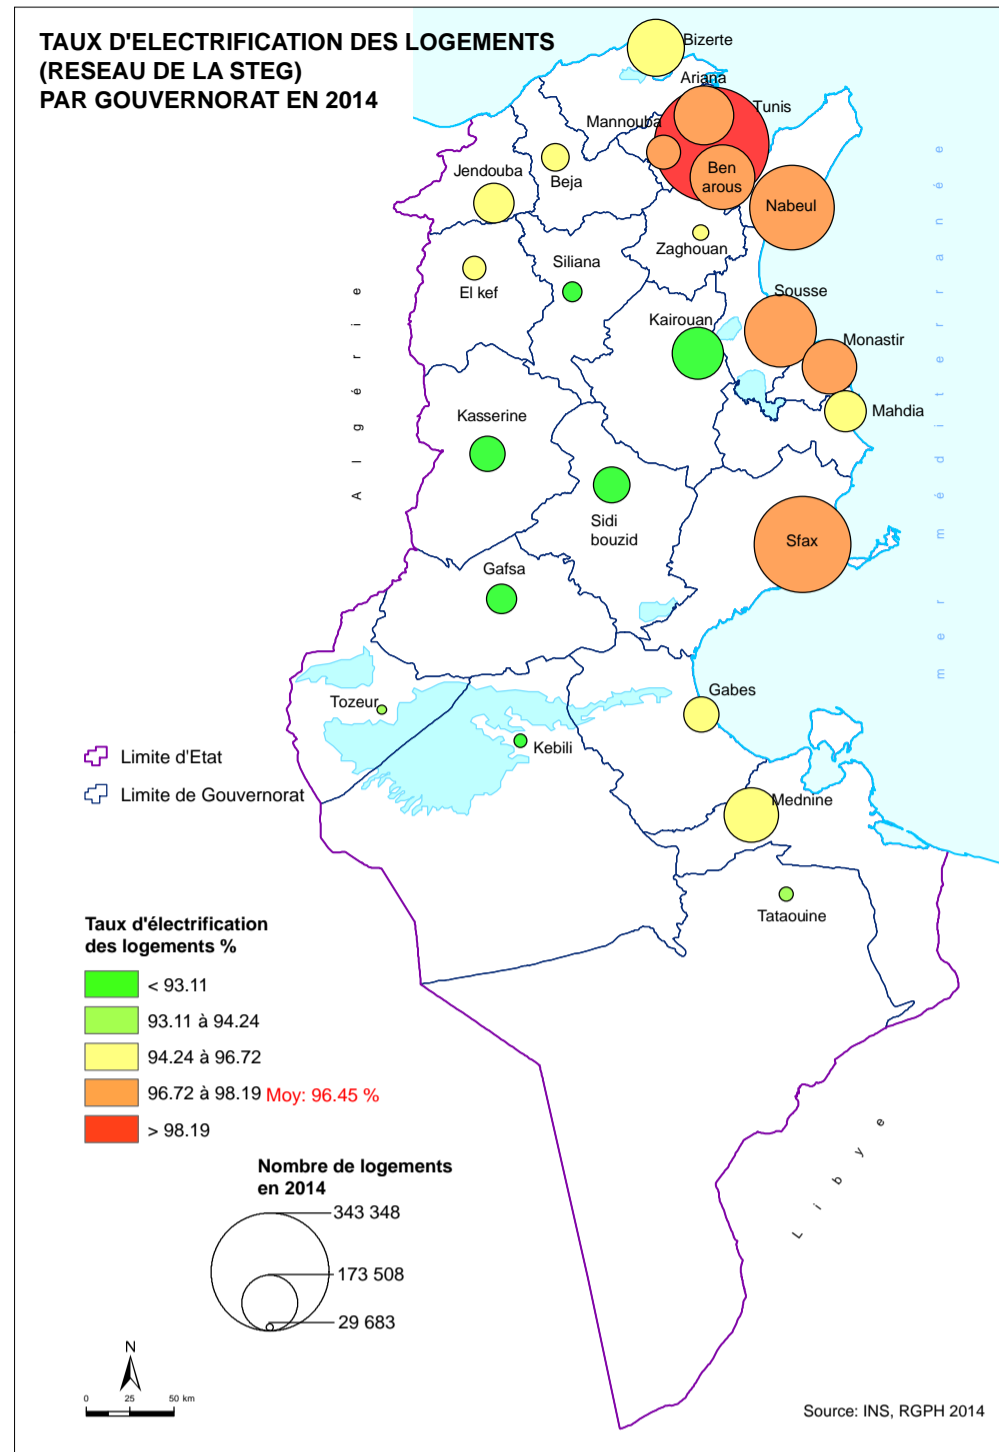 TAUX D'ELECTRIFICATION DES LOGEMENTS
(RESEAU DE LA STEG)
PAR GOUVERNORAT EN 2014
Bizerte
Ariana
Tunis
Mannouba
Ben
arous
Jendouba
Beja
Nabeul
Zaghouan
Siliana
El kef
Sousse
Kairouan
Monastir
Mahdia
Kasserine
Sidi
bouzid
Sfax
Gafsa
Tozeur
Kebili
Gabes
Mednine
Tataouine
Algérie
mer méditerranée
Libye
Limite d'Etat
Limite de Gouvernorat
Taux d'électrification
des logements %
< 93.11
93.11 à 94.24
94.24 à 96.72
96.72 à 98.19 Moy: 96.45 %
> 98.19
Nombre de logements
en 2014
343 348
173 508
29 683
N
0 25 50 km
Source: INS, RGPH 2014